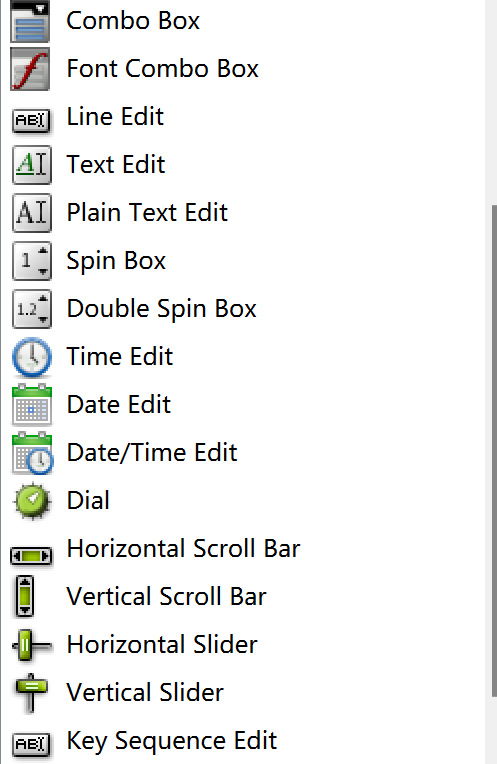 Combo Box
Font Combo Box
Line Edit
Text Edit
Plain Text Edit
Spin Box
Double Spin Box
Time Edit
Date Edit
Date/Time Edit
Dial
Horizontal Scroll Bar
Vertical Scroll Bar
Horizontal Slider
Vertical Slider
Key Sequence Edit